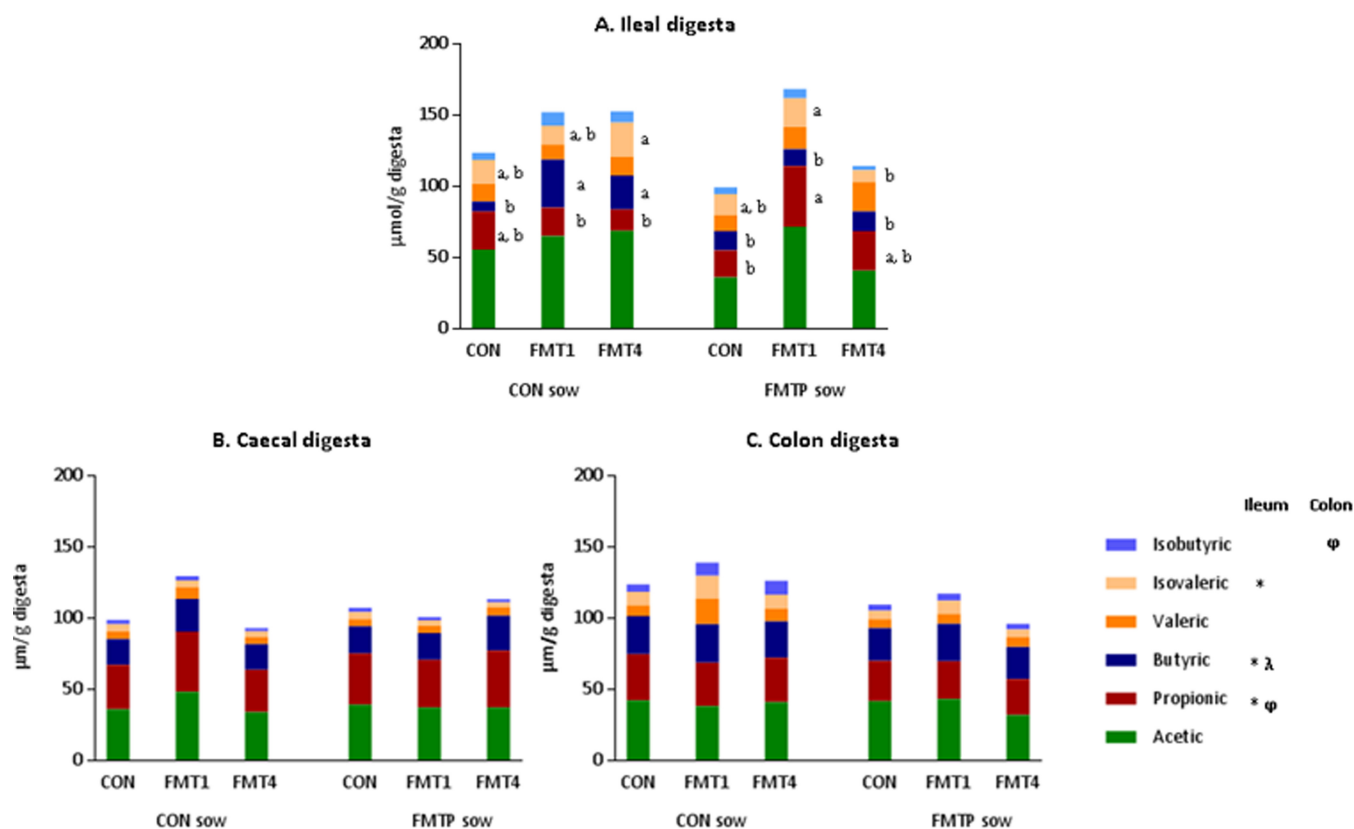 A. Ileal digesta
200
150
100
50
0
μmol/g digesta
a, b
b
a, b
a, b
a
b
a
a
b
a, b
b
b
a
b
a
b
b
a, b
CON FMT1 FMT4 CON FMT1 FMT4
CON sow FMTP sow
B. Caecal digesta
200
150
100
50
0
μm/g digesta
CON FMT1 FMT4 CON FMT1 FMT4
CON sow FMTP sow
C. Colon digesta
200
150
100
50
0
μm/g digesta
CON FMT1 FMT4 CON FMT1 FMT4
CON sow FMTP sow
Ileum Colon
Isobutyric φ
Isovaleric *
Valeric
Butyric * λ
Propionic * φ
Acetic